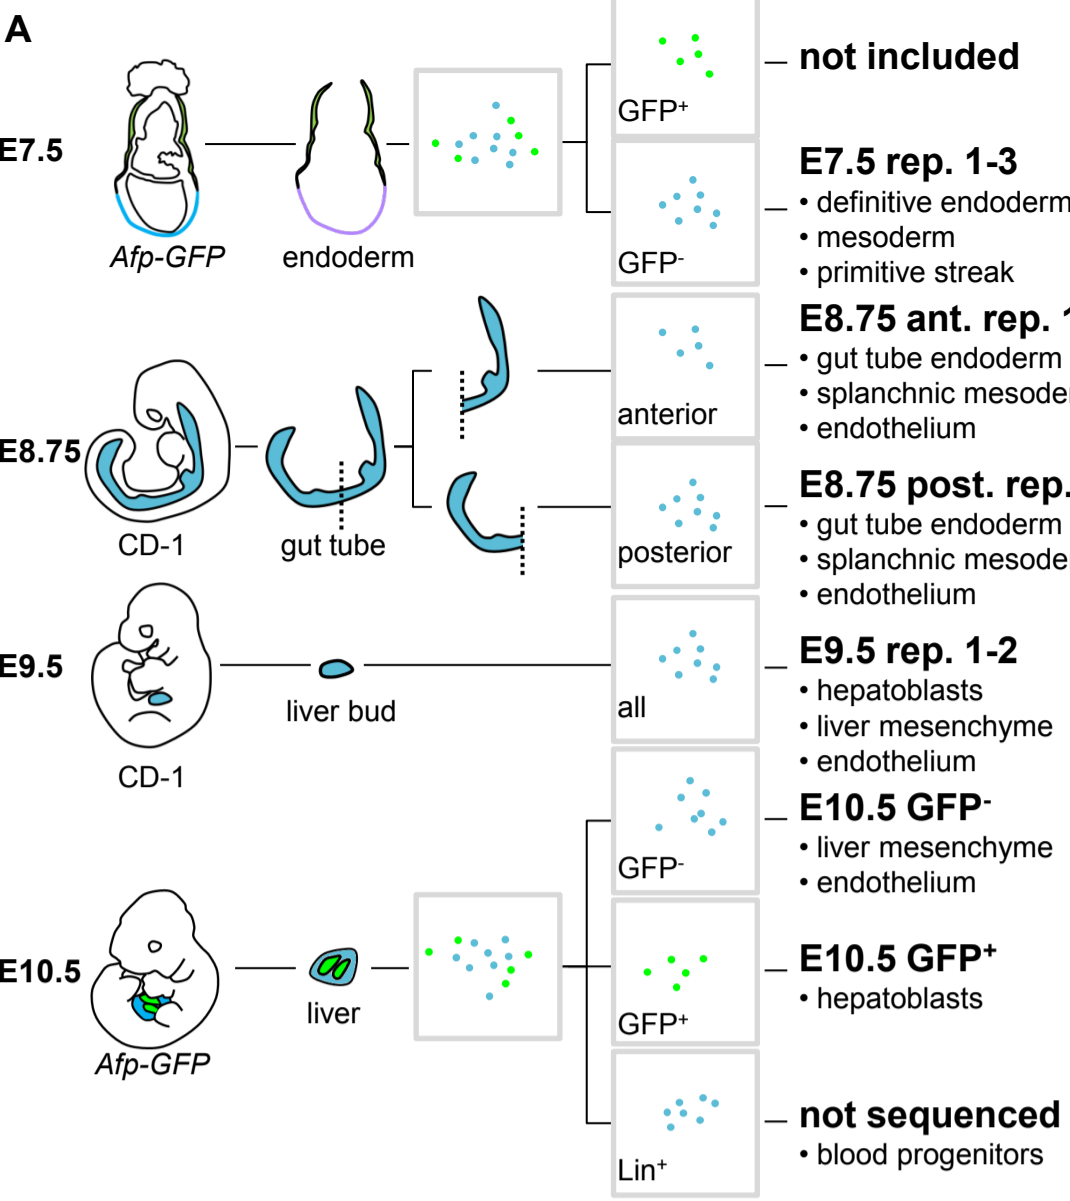 A
E7.5
Afp-GFP
endoderm
GFP+
not included
GFP-
E7.5 rep. 1-3
• definitive endoderm
• mesoderm
• primitive streak
E8.75
CD-1
gut tube
anterior
E8.75 ant. rep. 1
• gut tube endoderm
• splanchnic
• endothelium
posterior
E8.75 post. rep.
• gut tube endoderm
• splanchnic
• endothelium
E9.5
CD-1
liver bud
all
E9.5 rep. 1-2
• hepatoblasts
• liver mesenchyme
• endothelium
E10.5
Afp-GFP
liver
GFP-
E10.5 GFP-
• liver mesenchyme
• endothelium
GFP+
E10.5 GFP+
• hepatoblasts
Lin+
not sequenced
• blood progenitors